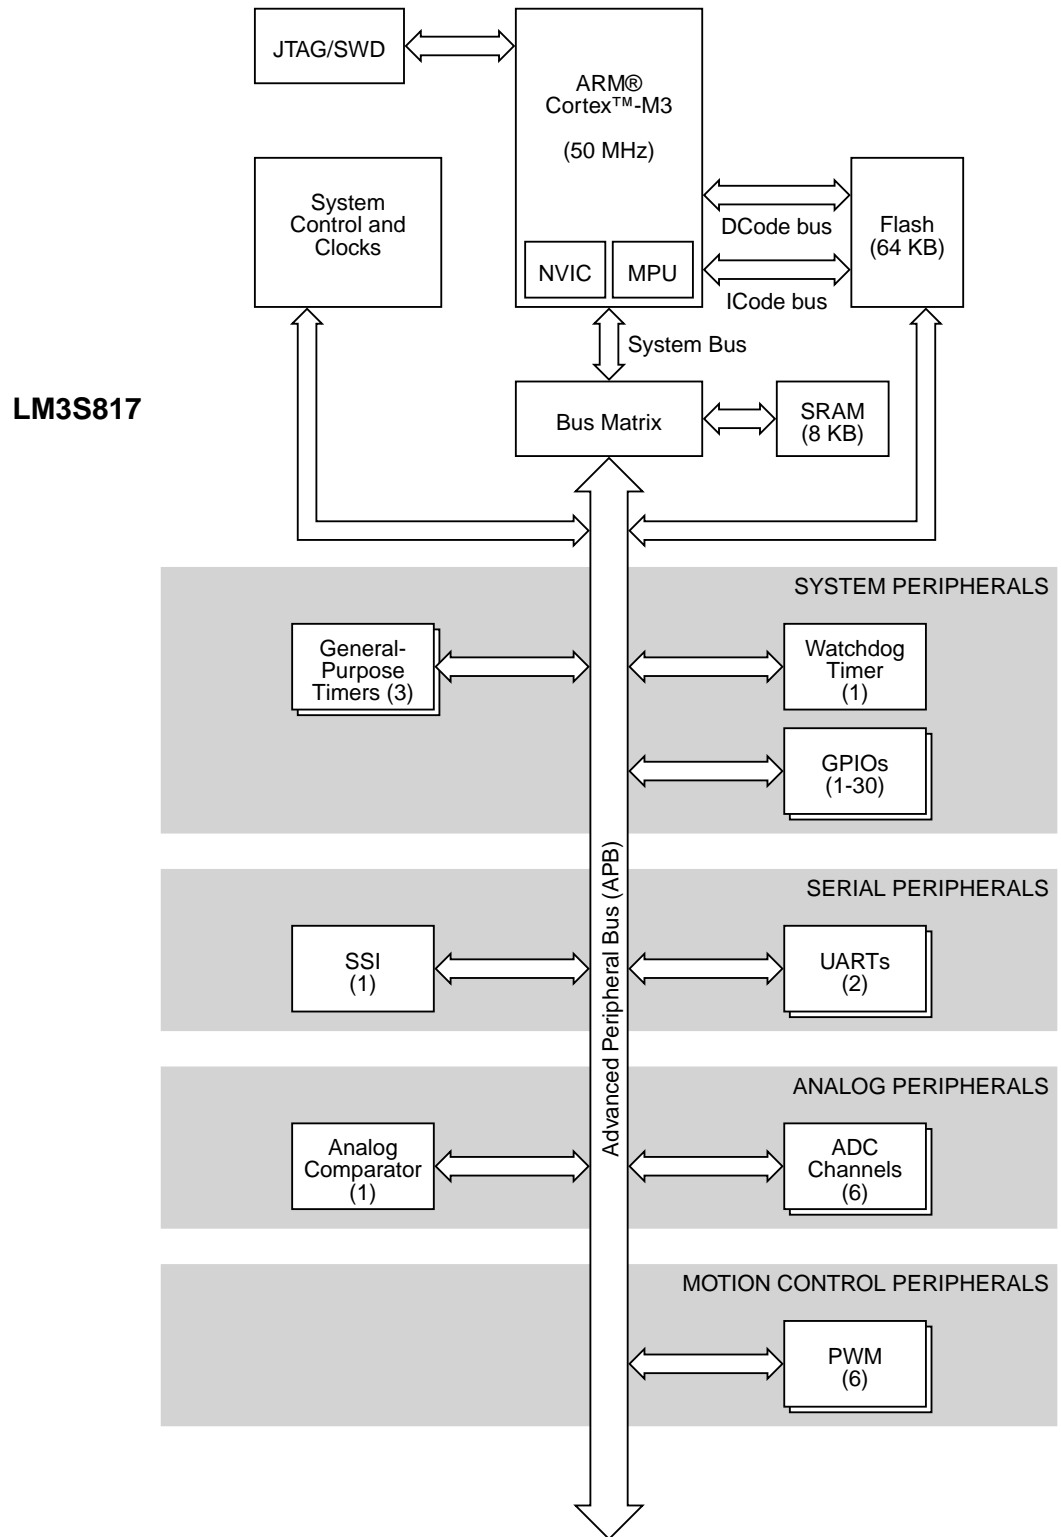 JTAG/SWD
ARM®
Cortex™-M3
(50 MHz)
System
Control and
Clocks
DCode bus
Flash
(64 KB)
NVIC
MPU
ICode bus
System Bus
LM3S817
Bus Matrix
SRAM
(8 KB)
SYSTEM PERIPHERALS
General-
Purpose
Timers (3)
Watchdog
Timer
(1)
GPIOs
(1-30)
Advanced Peripheral Bus (APB)
SERIAL PERIPHERALS
SSI
(1)
UARTs
(2)
ANALOG PERIPHERALS
Analog
Comparator
(1)
ADC
Channels
(6)
MOTION CONTROL PERIPHERALS
PWM
(6)